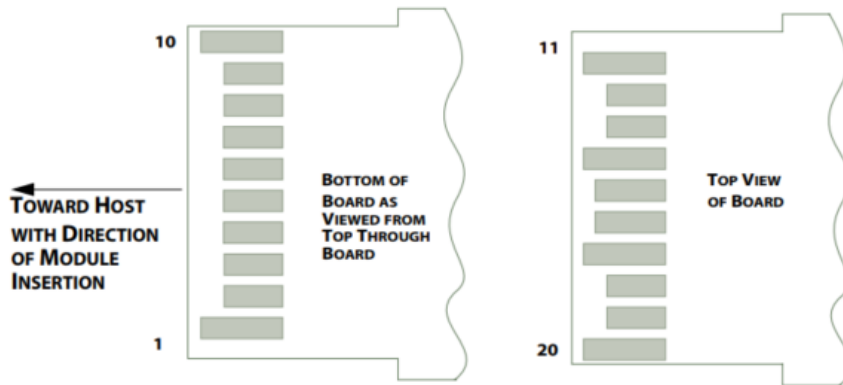 10
BOTTOM OF
BOARD AS
VIEWED FROM
TOP THROUGH
BOARD
TOWARD HOST
WITH DIRECTION
OF MODULE
INSERTION
1
11
TOP VIEW
OF BOARD
20